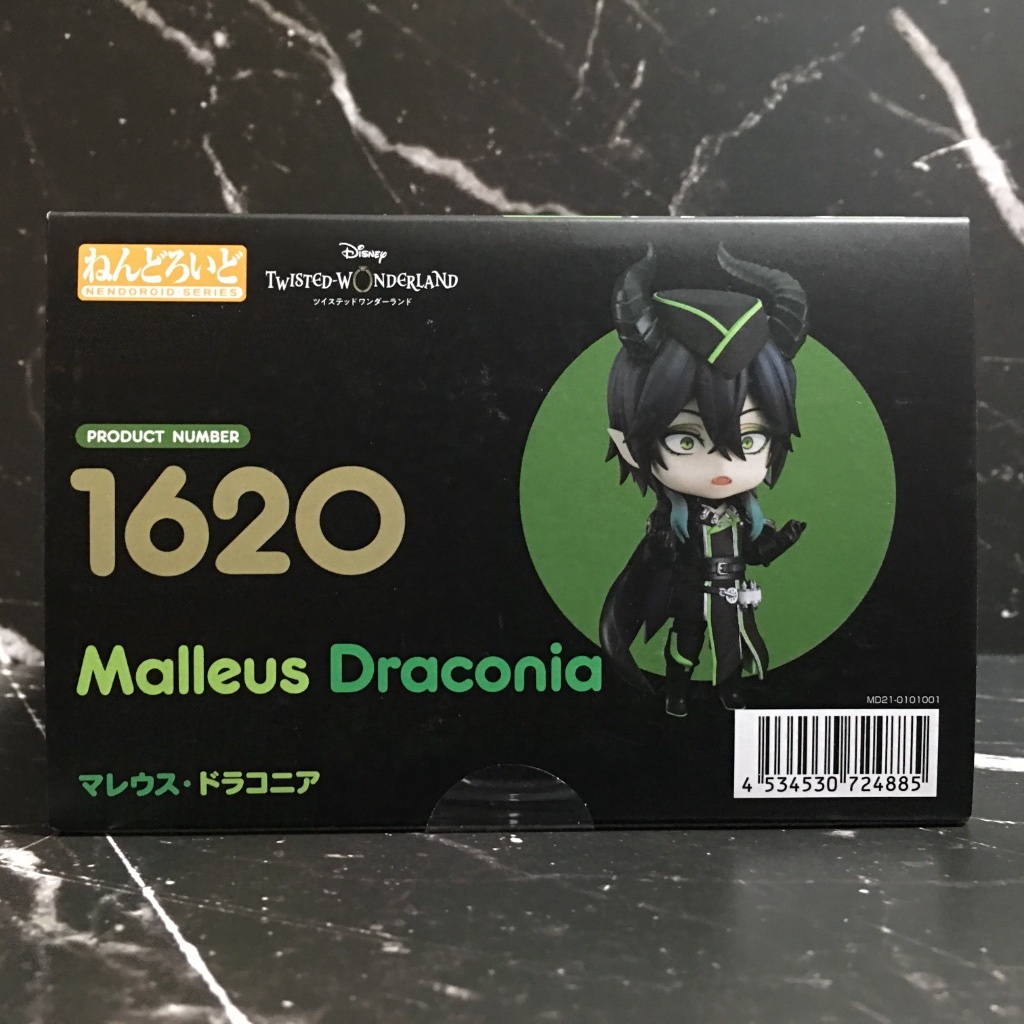 ねんどろいど
NENDOROID SERIES
Disney
TWISTED-WONDERLAND
ツイステッドワンダーランド
PRODUCT NUMBER
1620
Malleus Draconia
マレウス・ドラコニア
MD21-0101001
4 534530 724885